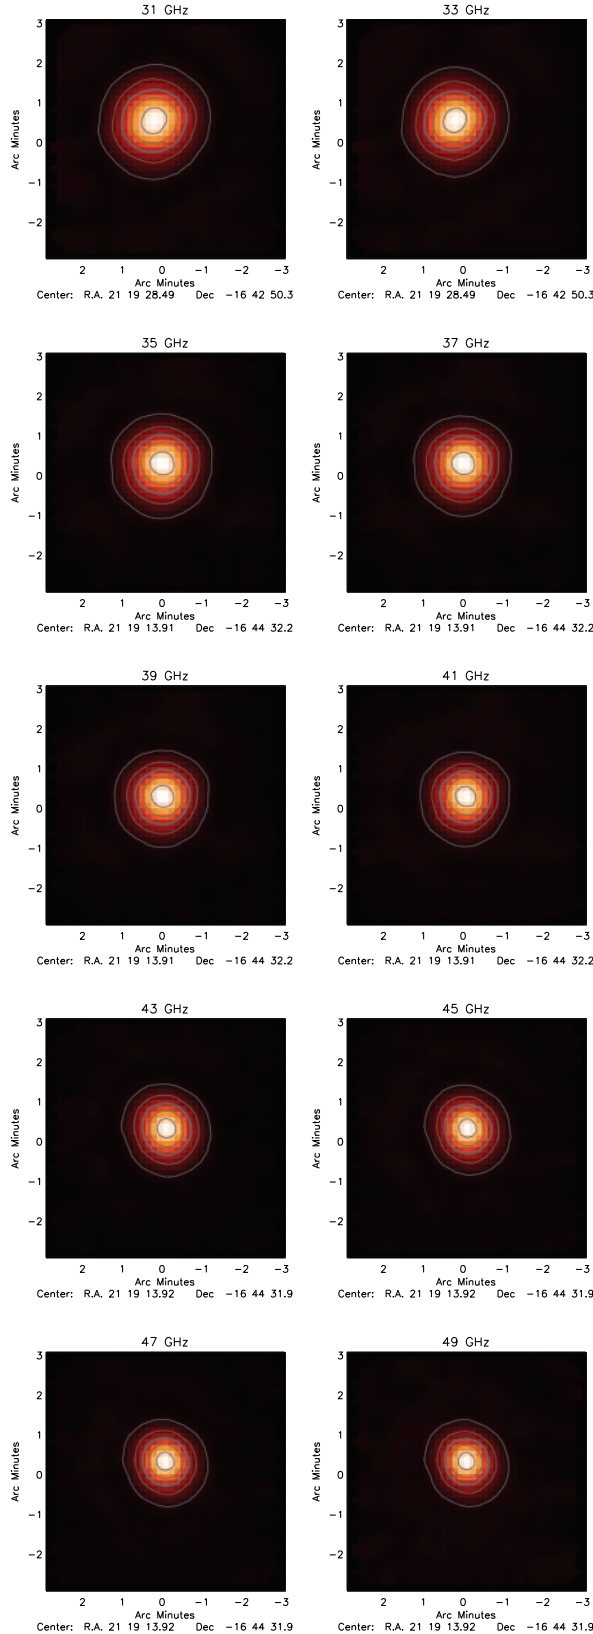 31 GHz 33 GHz
3 3
2 2
1 1
0 0
−1 −1
−2 −2
Arc Minutes Arc Minutes
2 1 0 −1 −2 −3 2 1 0 −1 −2 −3
Arc Minutes Arc Minutes
Center: R.A. 21 19 28.49 Dec −16 42 50.3 Center: R.A. 21 19 28.49 Dec −16 42 50.3
35 GHz 37 GHz
3 3
2 2
1 1
0 0
−1 −1
−2 −2
Arc Minutes Arc Minutes
2 1 0 −1 −2 −3 2 1 0 −1 −2 −3
Arc Minutes Arc Minutes
Center: R.A. 21 19 13.91 Dec −16 44 32.2 Center: R.A. 21 19 13.91 Dec −16 44 32.2
39 GHz 41 GHz
3 3
2 2
1 1
0 0
−1 −1
−2 −2
Arc Minutes Arc Minutes
2 1 0 −1 −2 −3 2 1 0 −1 −2 −3
Arc Minutes Arc Minutes
Center: R.A. 21 19 13.91 Dec −16 44 32.2 Center: R.A. 21 19 13.91 Dec −16 44 32.2
43 GHz 45 GHz
3 3
2 2
1 1
0 0
−1 −1
−2 −2
Arc Minutes Arc Minutes
2 1 0 −1 −2 −3 2 1 0 −1 −2 −3
Arc Minutes Arc Minutes
Center: R.A. 21 19 13.92 Dec −16 44 31.9 Center: R.A. 21 19 13.92 Dec −16 44 31.9
47 GHz 49 GHz
3 3
2 2
1 1
0 0
−1 −1
−2 −2
Arc Minutes Arc Minutes
2 1 0 −1 −2 −3 2 1 0 −1 −2 −3
Arc Minutes Arc Minutes
Center: R.A. 21 19 13.92 Dec −16 44 31.9 Center: R.A. 21 19 13.92 Dec −16 44 31.9